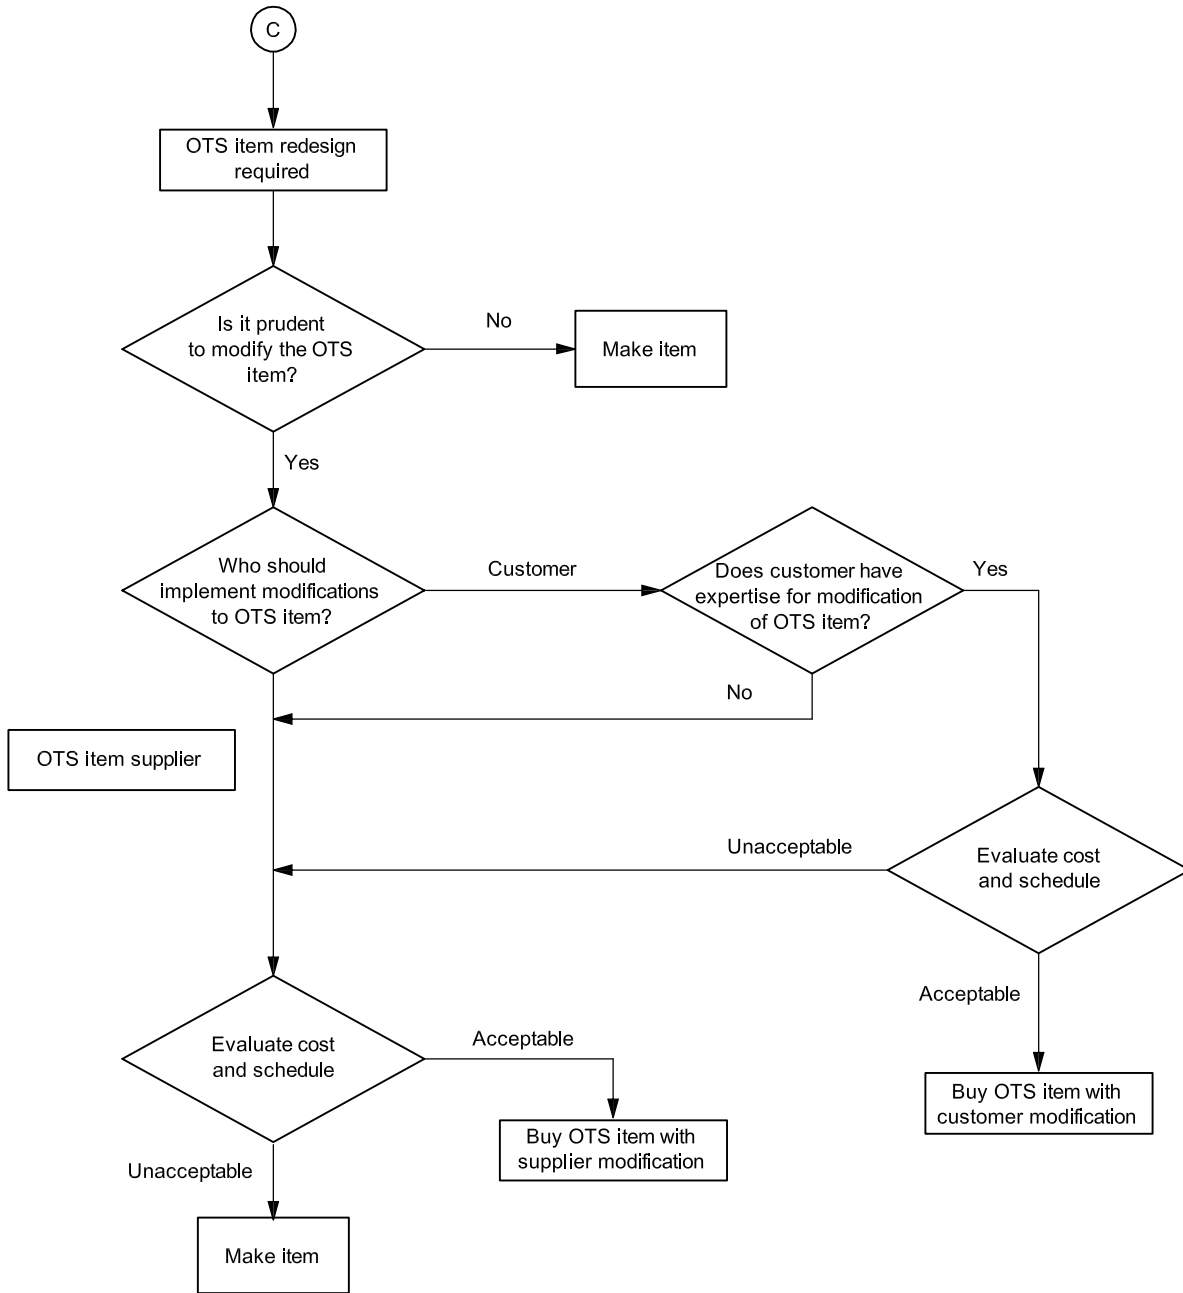 C
OTS item redesign
required
Is it prudent
to modify the OTS
item?
No
Make item
Yes
Who should
implement modifications
to OTS item?
Customer
Does customer have
expertise for modification
of OTS item?
Yes
No
OTS item supplier
Unacceptable
Evaluate cost
and schedule
Acceptable
Evaluate cost
and schedule
Acceptable
Buy OTS item with
customer modification
Buy OTS item with
supplier modification
Unacceptable
Make item